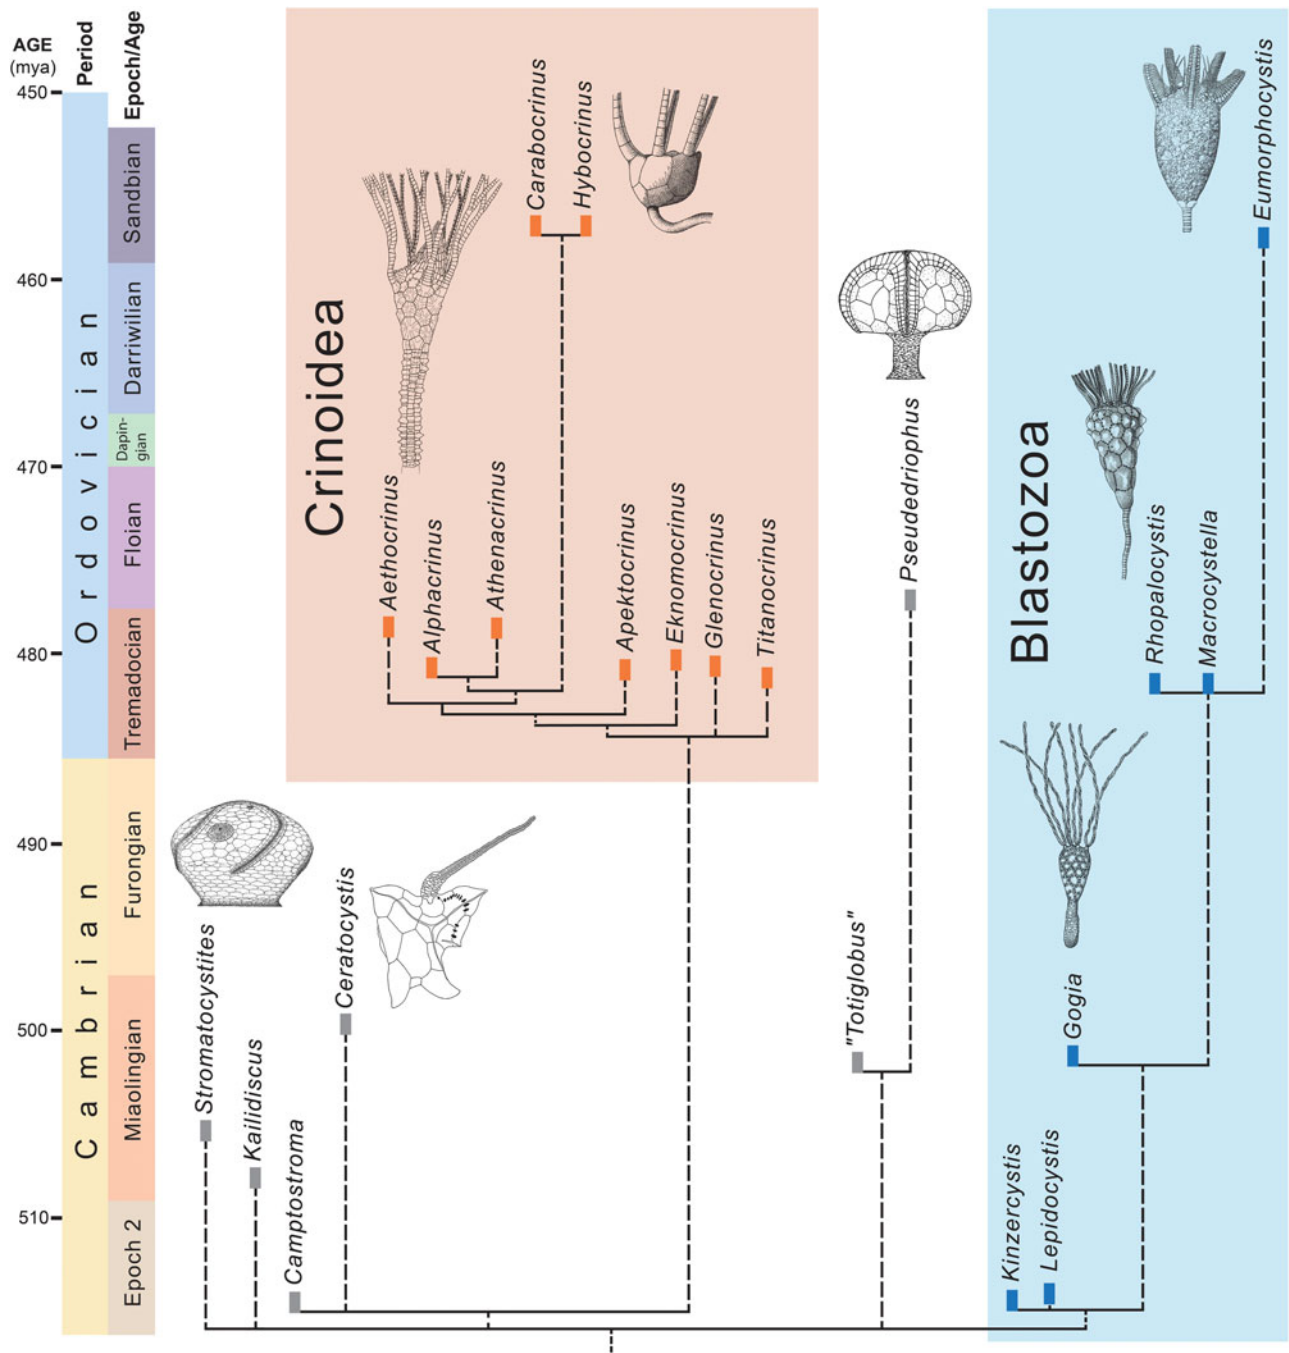 AGE
(mya)
Period
Epoch/Age
450
460
470
480
490
500
510
Ordovician
Cambrian
Sandbian
Darriwilian
Dapin-
gian
Floian
Tremadocian
Furongian
Miaolingian
Epoch 2
Crinoidea
Carabocrinus
Hybocrinus
Aethocrinus
Alphacrinus
Athenacrinus
Apektocrinus
Eknomocrinus
Glenocrinus
Titanocrinus
Stromatocystites
Kailidiscus
Camptostroma
Ceratocystis
"Totiglobus"
Pseudedriophus
Blastozoa
Eumorphocystis
Rhopalocystis
Macrocystella
Gogia
Kinzercystis
Lepidocystis